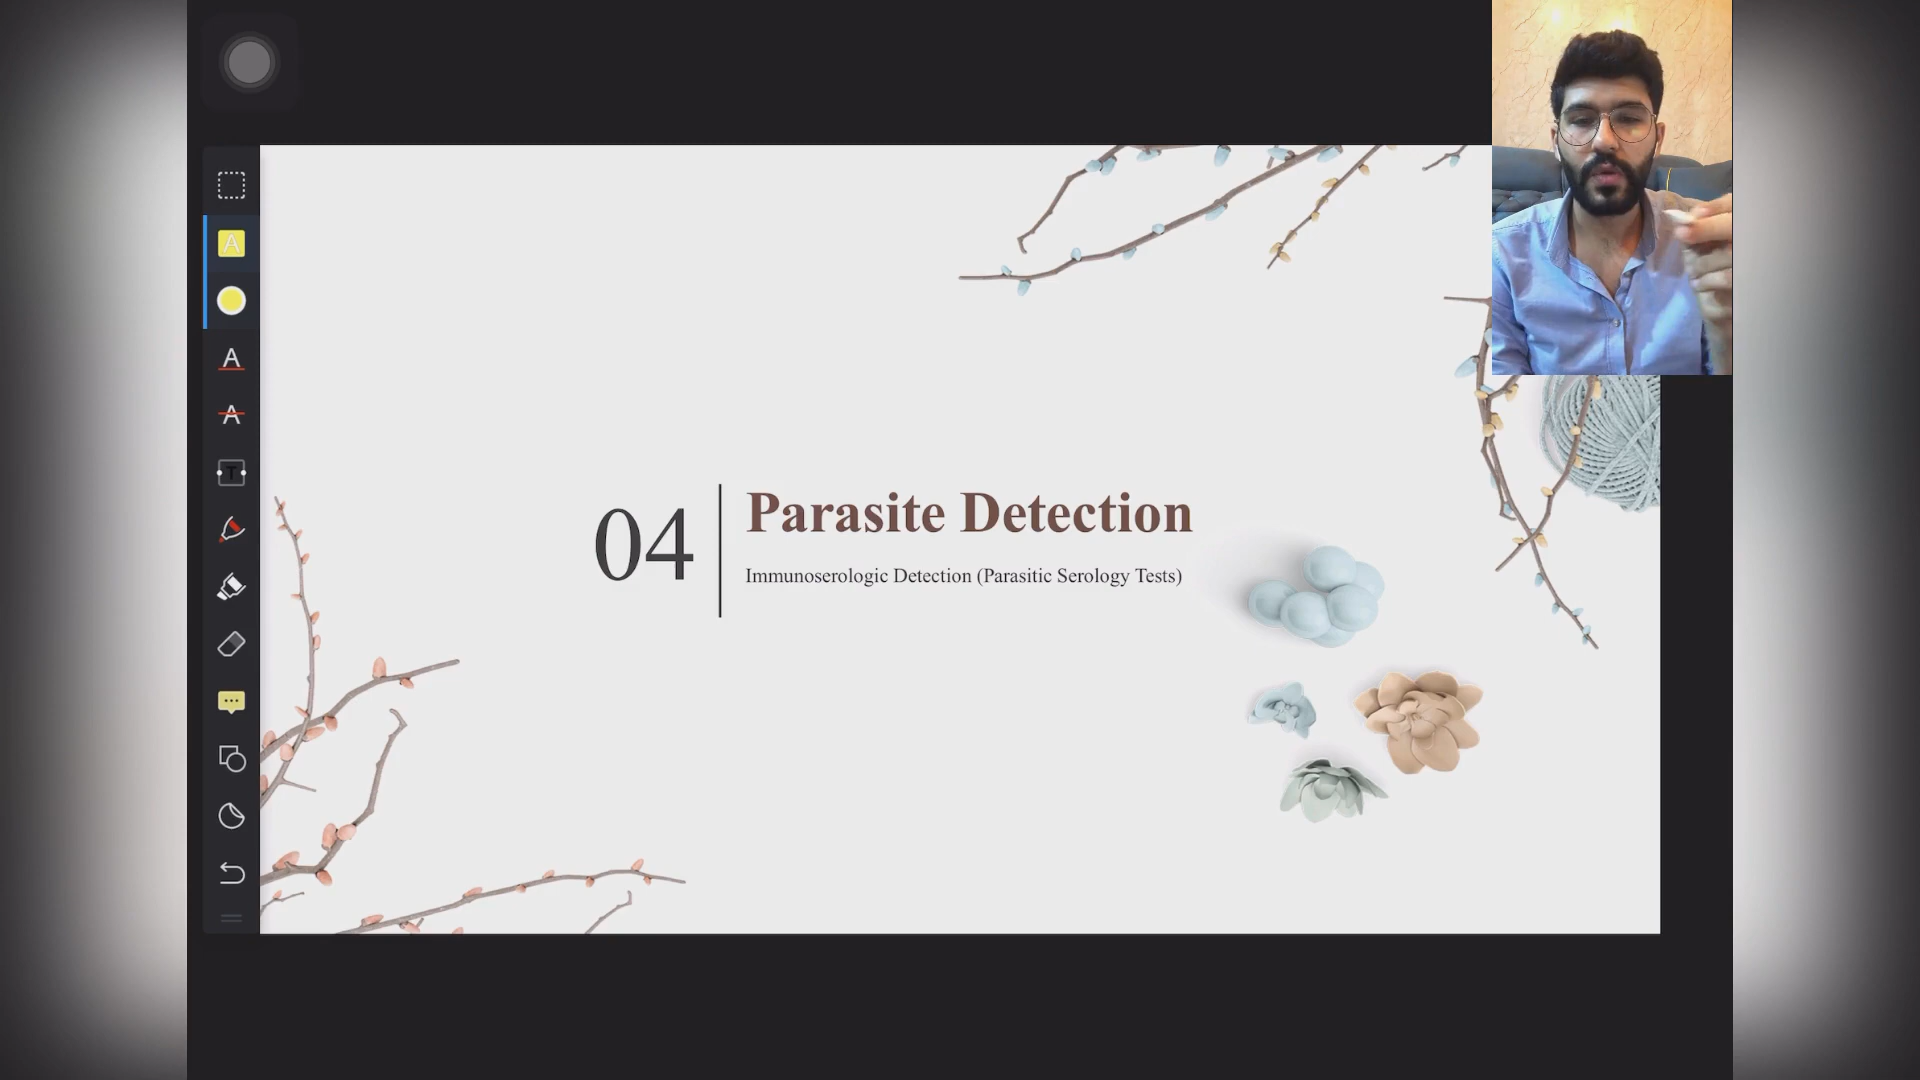 04
Parasite Detection
Immunoserologic Detection (Parasitic Serology Tests)
A
A
A
T